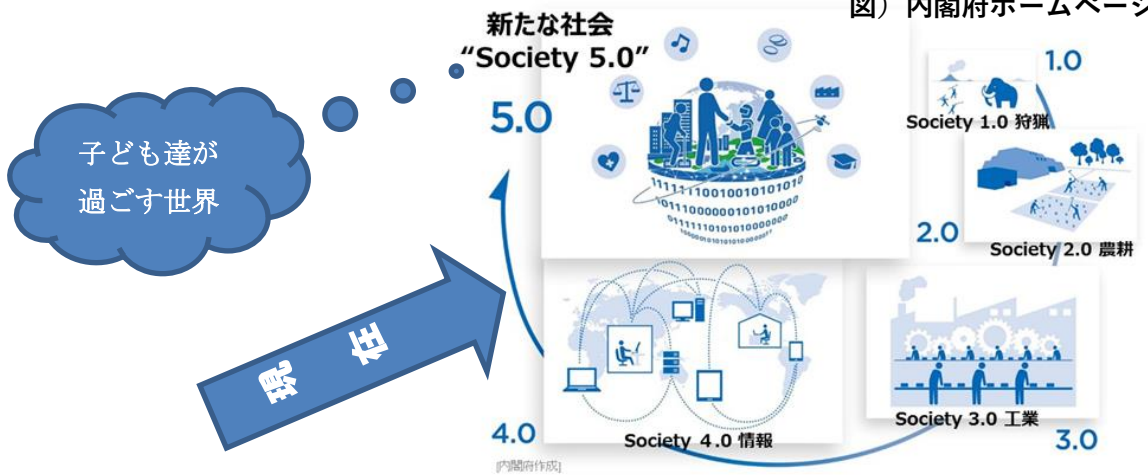 図）内閣府ホームページ
新たな社会
“Society 5.0”
5.0
1.0
Society 1.0 狩猟
2.0
Society 2.0 農耕
子ども達が
過ごす世界
現在
1111111001001010101010
4.0
Society 4.0 情報
Society 3.0 工業
3.0
[内閣府作成]